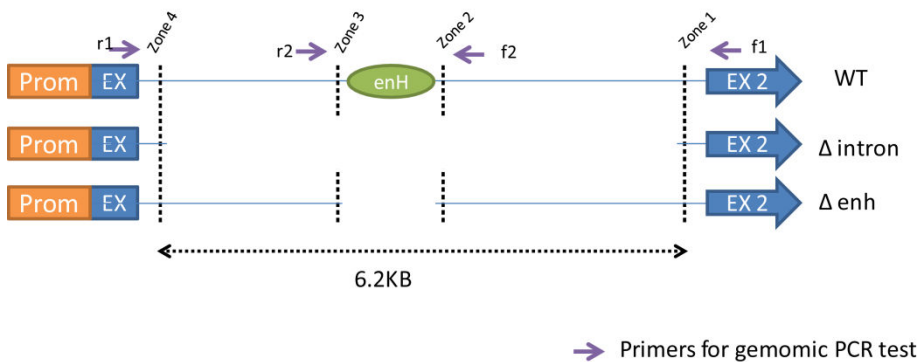 r1
Zone 4
r2
Zone 3
Zone 2
f2
Zone 1
f1
Prom EX enH EX 2 WT
Prom EX EX 2 Δ intron
Prom EX EX 2 Δ enh
6.2KB
Primers for gemomic PCR test